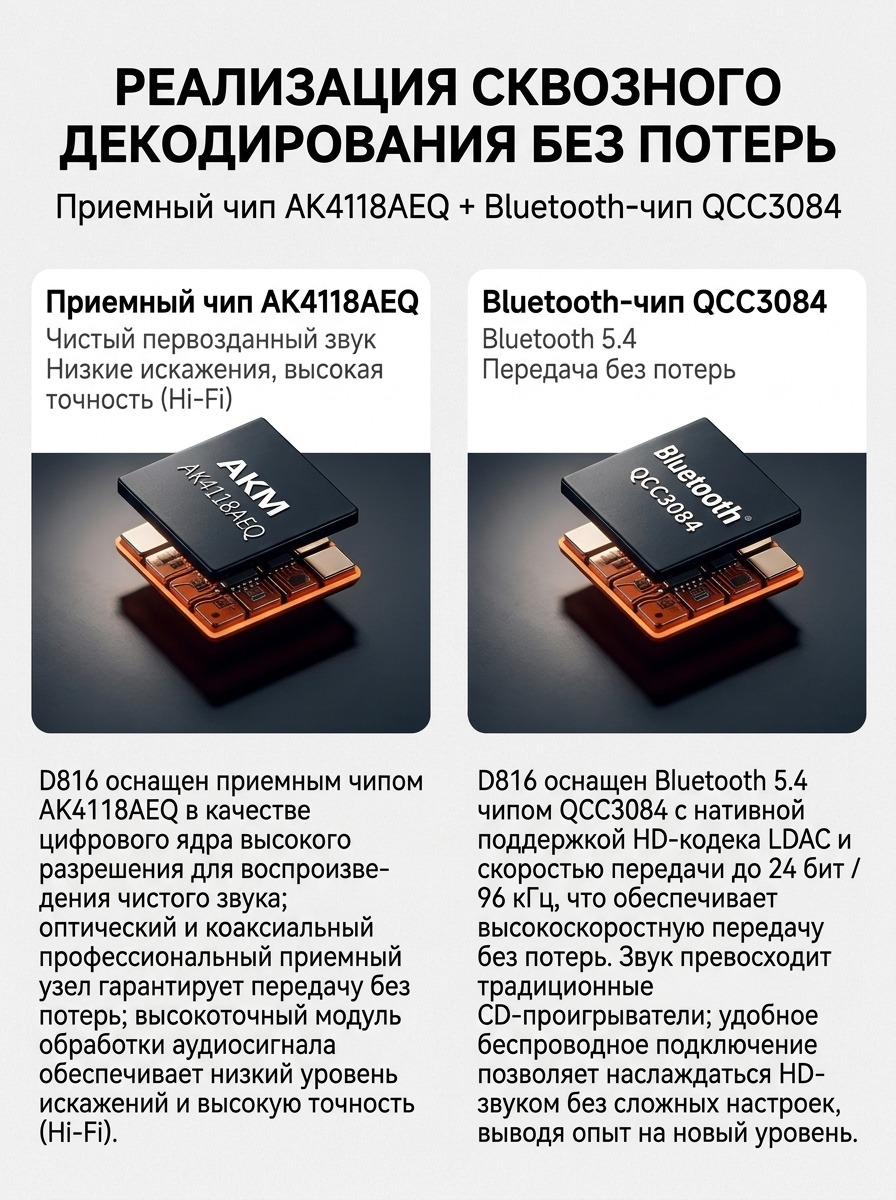 РЕАЛИЗАЦИЯ СКВОЗНОГО
ДЕКОДИРОВАНИЯ БЕЗ ПОТЕРЬ
Приемный чип AK4118AEQ + Bluetooth-чип QCC3084
Приемный чип AK4118AEQ
Чистый первозданный звук
Низкие искажения, высокая
точность (Hi-Fi)
AKM
AK4118AEQ
D816 оснащен приемным чипом
AK4118AEQ в качестве
цифрового ядра высокого
разрешения для воспроизве-
дения чистого звука;
оптический и коаксиальный
профессиональный приемный
узел гарантирует передачу без
потерь; высокоточный модуль
обработки аудиосигнала
обеспечивает низкий уровень
искажений и высокую точность
(Hi-Fi).
Bluetooth-чип QCC3084
Bluetooth 5.4
Передача без потерь
Bluetooth®
QCC3084
D816 оснащен Bluetooth 5.4
чипом QCC3084 с нативной
поддержкой HD-кодека LDAC и
скоростью передачи до 24 бит /
96 кГц, что обеспечивает
высокоскоростную передачу
без потерь. Звук превосходит
традиционные
CD-проигрыватели; удобное
беспроводное подключение
позволяет наслаждаться HD-
звуком без сложных настроек,
выводя опыт на новый уровень.